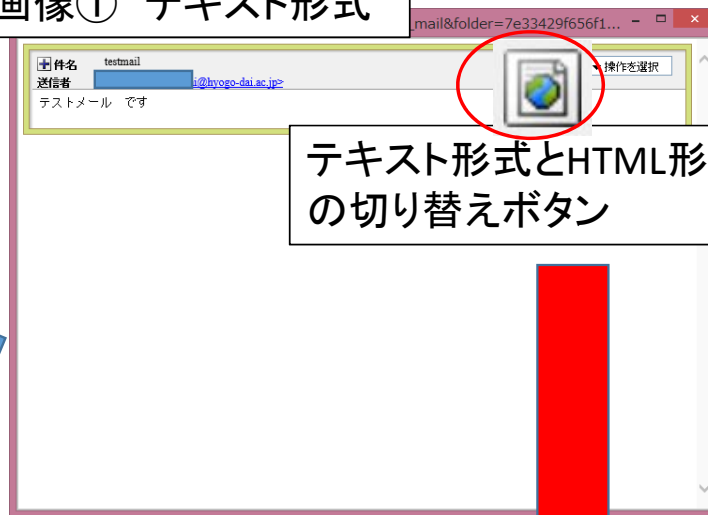 画像① テキスト形式
_mail&folder=7e33429f656f1...
件名 testmail
操作を選択
送信者 i@hyogo-dai.ac.jp>
テストメール です
テキスト形式とHTML形
の切り替えボタン